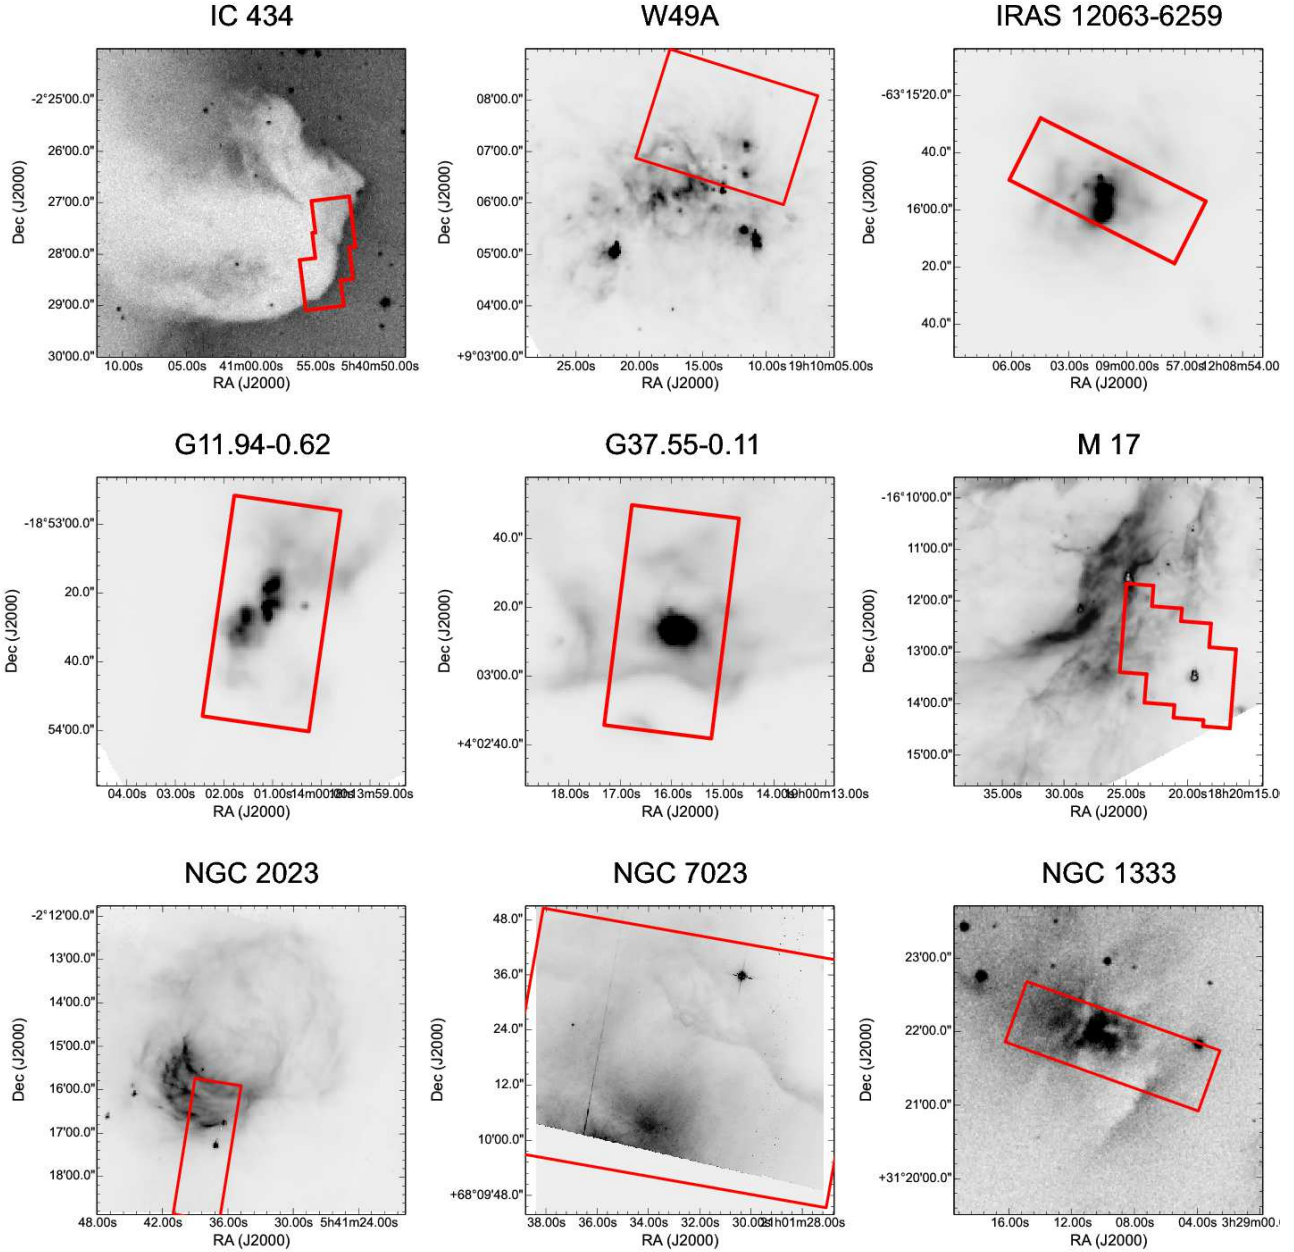 IC 434
W49A
IRAS 12063-6259
-2°25'00.0"
26'00.0"
27'00.0"
28'00.0"
29'00.0"
30'00.0"
Dec (J2000)
10.00s 05.00s 41m00.00s 55.00s 5h40m50.00s
RA (J2000)
08'00.0"
07'00.0"
06'00.0"
05'00.0"
04'00.0"
+9°03'00.0"
Dec (J2000)
25.00s 20.00s 15.00s 10.00s 19h10m05.00s
RA (J2000)
-63°15'20.0"
40.0"
16'00.0"
20.0"
40.0"
Dec (J2000)
06.00s 03.00s 09m00.00s 57.00s 12h08m54.00
RA (J2000)
G11.94-0.62
G37.55-0.11
M 17
-18°53'00.0"
20.0"
40.0"
54'00.0"
Dec (J2000)
04.00s 03.00s 02.00s 01.00s 14m00.00s 18h13m59.00s
RA (J2000)
40.0"
20.0"
03'00.0"
+4°02'40.0"
Dec (J2000)
18.00s 17.00s 16.00s 15.00s 14.00s 19h00m13.00s
RA (J2000)
-16°10'00.0"
11'00.0"
12'00.0"
13'00.0"
14'00.0"
15'00.0"
Dec (J2000)
35.00s 30.00s 25.00s 20.00s 18h20m15.0
RA (J2000)
NGC 2023
NGC 7023
NGC 1333
-2°12'00.0"
13'00.0"
14'00.0"
15'00.0"
16'00.0"
17'00.0"
18'00.0"
Dec (J2000)
48.00s 42.00s 36.00s 30.00s 5h41m24.00s
RA (J2000)
48.0"
36.0"
24.0"
12.0"
10'00.0"
+68°09'48.0"
Dec (J2000)
38.00s 36.00s 34.00s 32.00s 30.00s 21h01m28.00s
RA (J2000)
23'00.0"
22'00.0"
21'00.0"
+31°20'00.0"
Dec (J2000)
16.00s 12.00s 08.00s 04.00s 3h29m00.
RA (J2000)